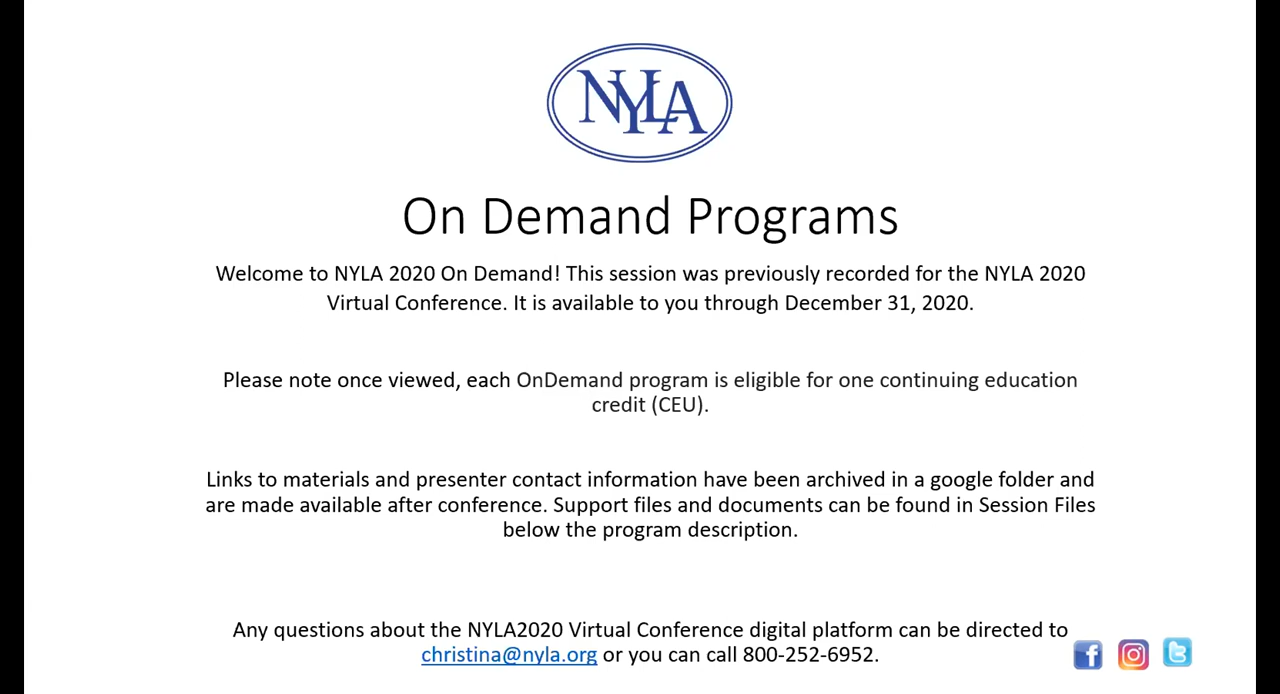 NYLA
On Demand Programs
Welcome to NYLA 2020 On Demand! This session was previously recorded for the NYLA 2020
Virtual Conference. It is available to you through December 31, 2020.
Please note once viewed, each OnDemand program is eligible for one continuing education
credit (CEU).
Links to materials and presenter contact information have been archived in a google folder and
are made available after conference. Support files and documents can be found in Session Files
below the program description.
Any questions about the NYLA2020 Virtual Conference digital platform can be directed to
christina@nyla.org or you can call 800-252-6952.